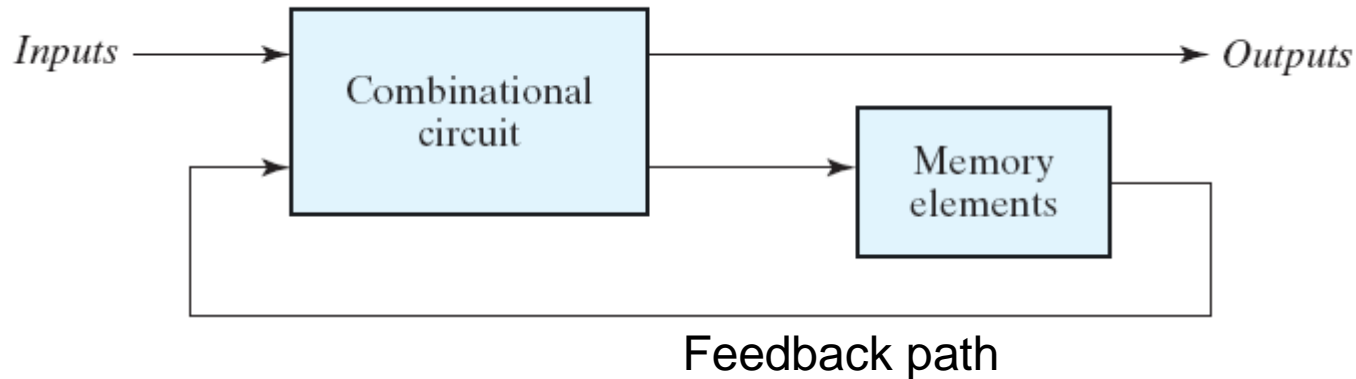 Inputs
Outputs
Combinational
circuit
Memory
elements
Feedback path